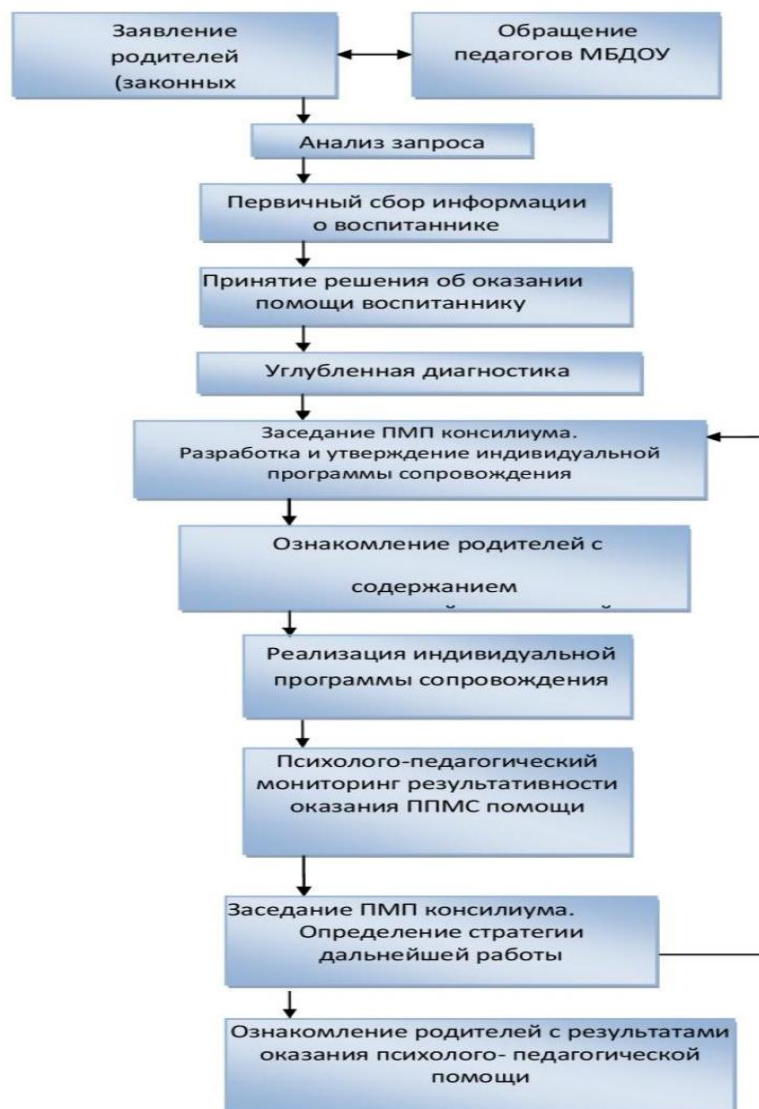 Заявление
родителей
(законных
Обращение
педагогов МБДОУ
Анализ запроса
Первичный сбор информации
о воспитаннике
Принятие решения об оказании
помощи воспитаннику
Углубленная диагностика
Заседание ПМП консилиума.
Разработка и утверждение индивидуальной
программы сопровождения
Ознакомление родителей с
содержанием
Реализация индивидуальной
программы сопровождения
Психолого-педагогический
мониторинг результативности
оказания ППМС помощи
Заседание ПМП консилиума.
Определение стратегии
дальнейшей работы
Ознакомление родителей с результатами
оказания психолого- педагогической
помощи